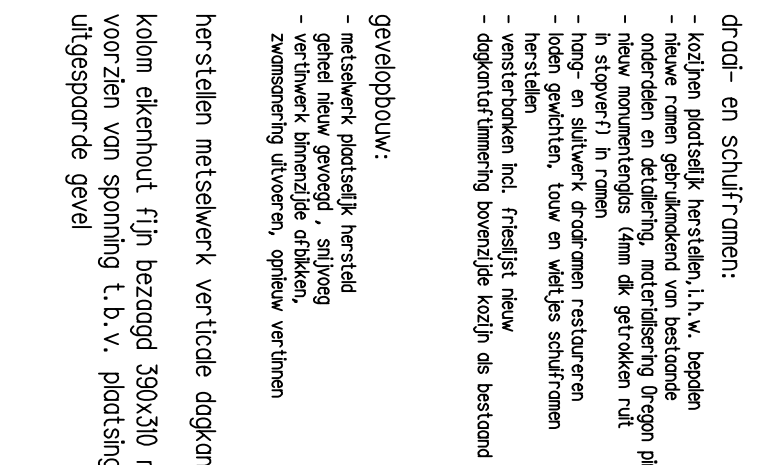 draai- en schuiframen:
- kozijnen plaatselijk herstellen, i.h.w. bepalen
- nieuwe ramen gebruikmakend van bestaande
onderdelen en detailering, materialisering Oregon pi
- nieuw monumentenglas (4mm dik getrokken ruit
in stopverf) in ramen
- hang- en sluitwerk draairamen restaureren
- loden gewichten, touw en wieltjes schuiframen
herstellen
- vensterbanken incl. frieslijst nieuw
- dagkantaftimmering bovenzijde kozijn als bestaand
gevelopbouw:
- metselwerk plaatselijk hersteld
geheel nieuw gevoegd , snijvoeg
- vertinwerk binnenzijde afbikken,
zwamsanering uitvoeren, opnieuw vertinnen
herstellen metselwerk verticale dagkan
kolom eikenhout fijn bezaagd 390x310
voorzien van sponning t.b.v. plaatsing
uitgespaarde gevel